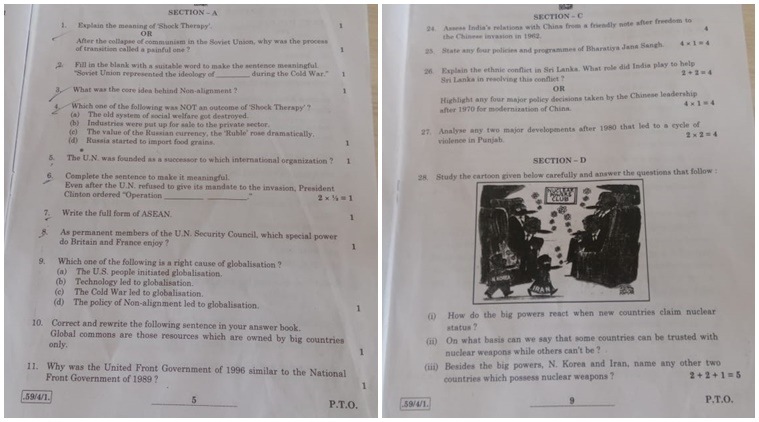 SECTION – A
1. Explain the meaning of 'Shock Therapy'. 1
OR
After the collapse of communism in the Soviet Union, why was the process
of transition called a painful one ? 1
2. Fill in the blank with a suitable word to make the sentence meaningful.
"Soviet Union represented the ideology of ________ during the Cold War." 1
3. What was the core idea behind Non-alignment ? 1
4. Which one of the following was NOT an outcome of 'Shock Therapy' ?
(a) The old system of social welfare got destroyed.
(b) Industries were put up for sale to the private sector.
(c) The value of the Russian currency, the 'Ruble' rose dramatically.
(d) Russia started to import food grains. 1
5. The U.N. was founded as a successor to which international organization ? 1
6. Complete the sentence to make it meaningful.
Even after the U.N. refused to give its mandate to the invasion, President
Clinton ordered "Operation ________ ________." 2 × ½ = 1
7. Write the full form of ASEAN. 1
8. As permanent members of the U.N. Security Council, which special power
do Britain and France enjoy ? 1
9. Which one of the following is a right cause of globalisation ?
(a) The U.S. people initiated globalisation.
(b) Technology led to globalisation.
(c) The Cold War led to globalisation.
(d) The policy of Non-alignment led to globalisation. 1
10. Correct and rewrite the following sentence in your answer book.
Global commons are those resources which are owned by big countries
only. 1
11. Why was the United Front Government of 1996 similar to the National
Front Government of 1989 ? 1
.59/4/1. 5 P.T.O.
SECTION – C
24. Assess India's relations with China from a friendly note after freedom to
the Chinese invasion in 1962. 4
25. State any four policies and programmes of Bharatiya Jana Sangh. 4 × 1 = 4
26. Explain the ethnic conflict in Sri Lanka. What role did India play to help
Sri Lanka in resolving this conflict ? 2 + 2 = 4
OR
Highlight any four major policy decisions taken by the Chinese leadership
after 1970 for modernization of China. 4 × 1 = 4
27. Analyse any two major developments after 1980 that led to a cycle of
violence in Punjab. 2 × 2 = 4
SECTION – D
28. Study the cartoon given below carefully and answer the questions that follow :
NUCLEAR
CLUB
N. KOREA
IRAN
(i) How do the big powers react when new countries claim nuclear
status ?
(ii) On what basis can we say that some countries can be trusted with
nuclear weapons while others can't be ?
(iii) Besides the big powers, N. Korea and Iran, name any other two
countries which possess nuclear weapons ? 2 + 2 + 1 = 5
.59/4/1. 9 P.T.O.